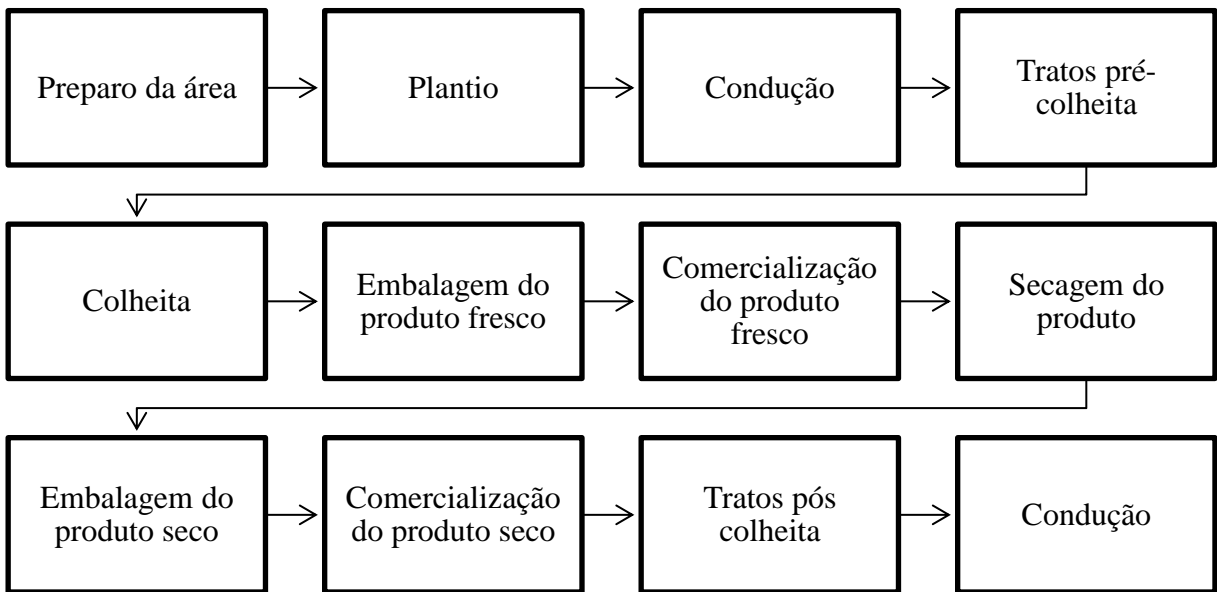 Preparo da área
Plantio
Condução
Tratos pré-
colheita
Colheita
Embalagem do
produto fresco
Comercialização
do produto
fresco
Secagem do
produto
Embalagem do
produto seco
Comercialização
do produto seco
Tratos pós
colheita
Condução